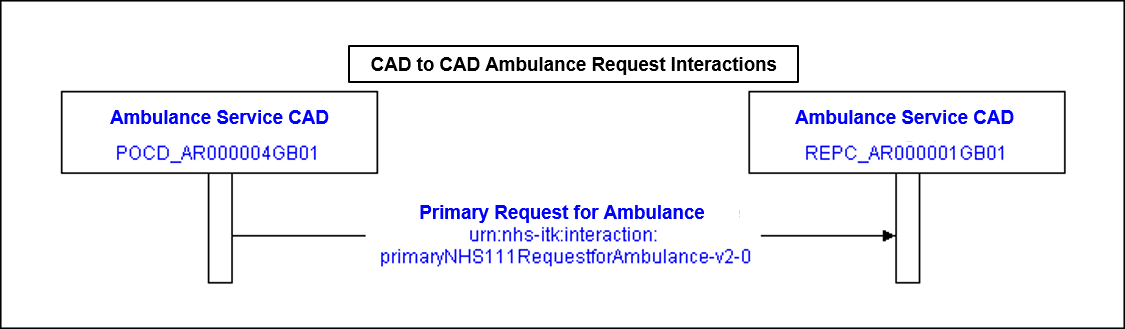 CAD to CAD Ambulance Request Interactions
Ambulance Service CAD
POCD_AR000004GB01
Ambulance Service CAD
REPC_AR000001GB01
Primary Request for Ambulance
urn:nhs-itk:interaction:
primaryNHS111RequestforAmbulance-v2-0